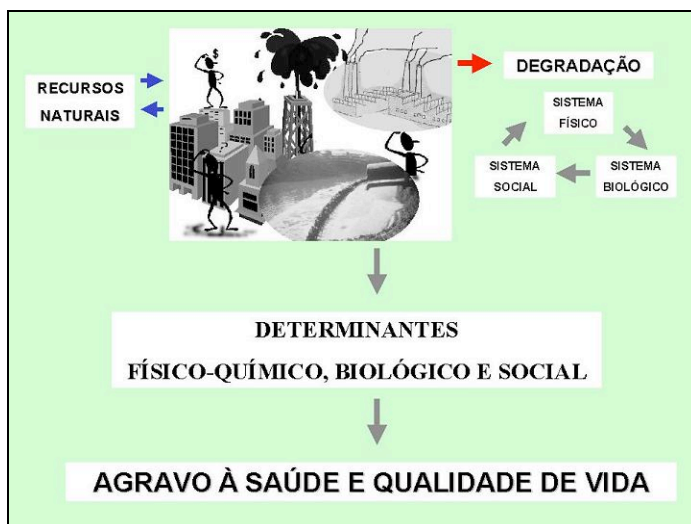 RECURSOS
NATURAIS
$
?
DEGRADAÇÃO
SISTEMA
FÍSICO
SISTEMA
SOCIAL
SISTEMA
BIOLÓGICO
DETERMINANTES
FÍSICO-QUÍMICO, BIOLÓGICO E SOCIAL
AGRAVO À SAÚDE E QUALIDADE DE VIDA